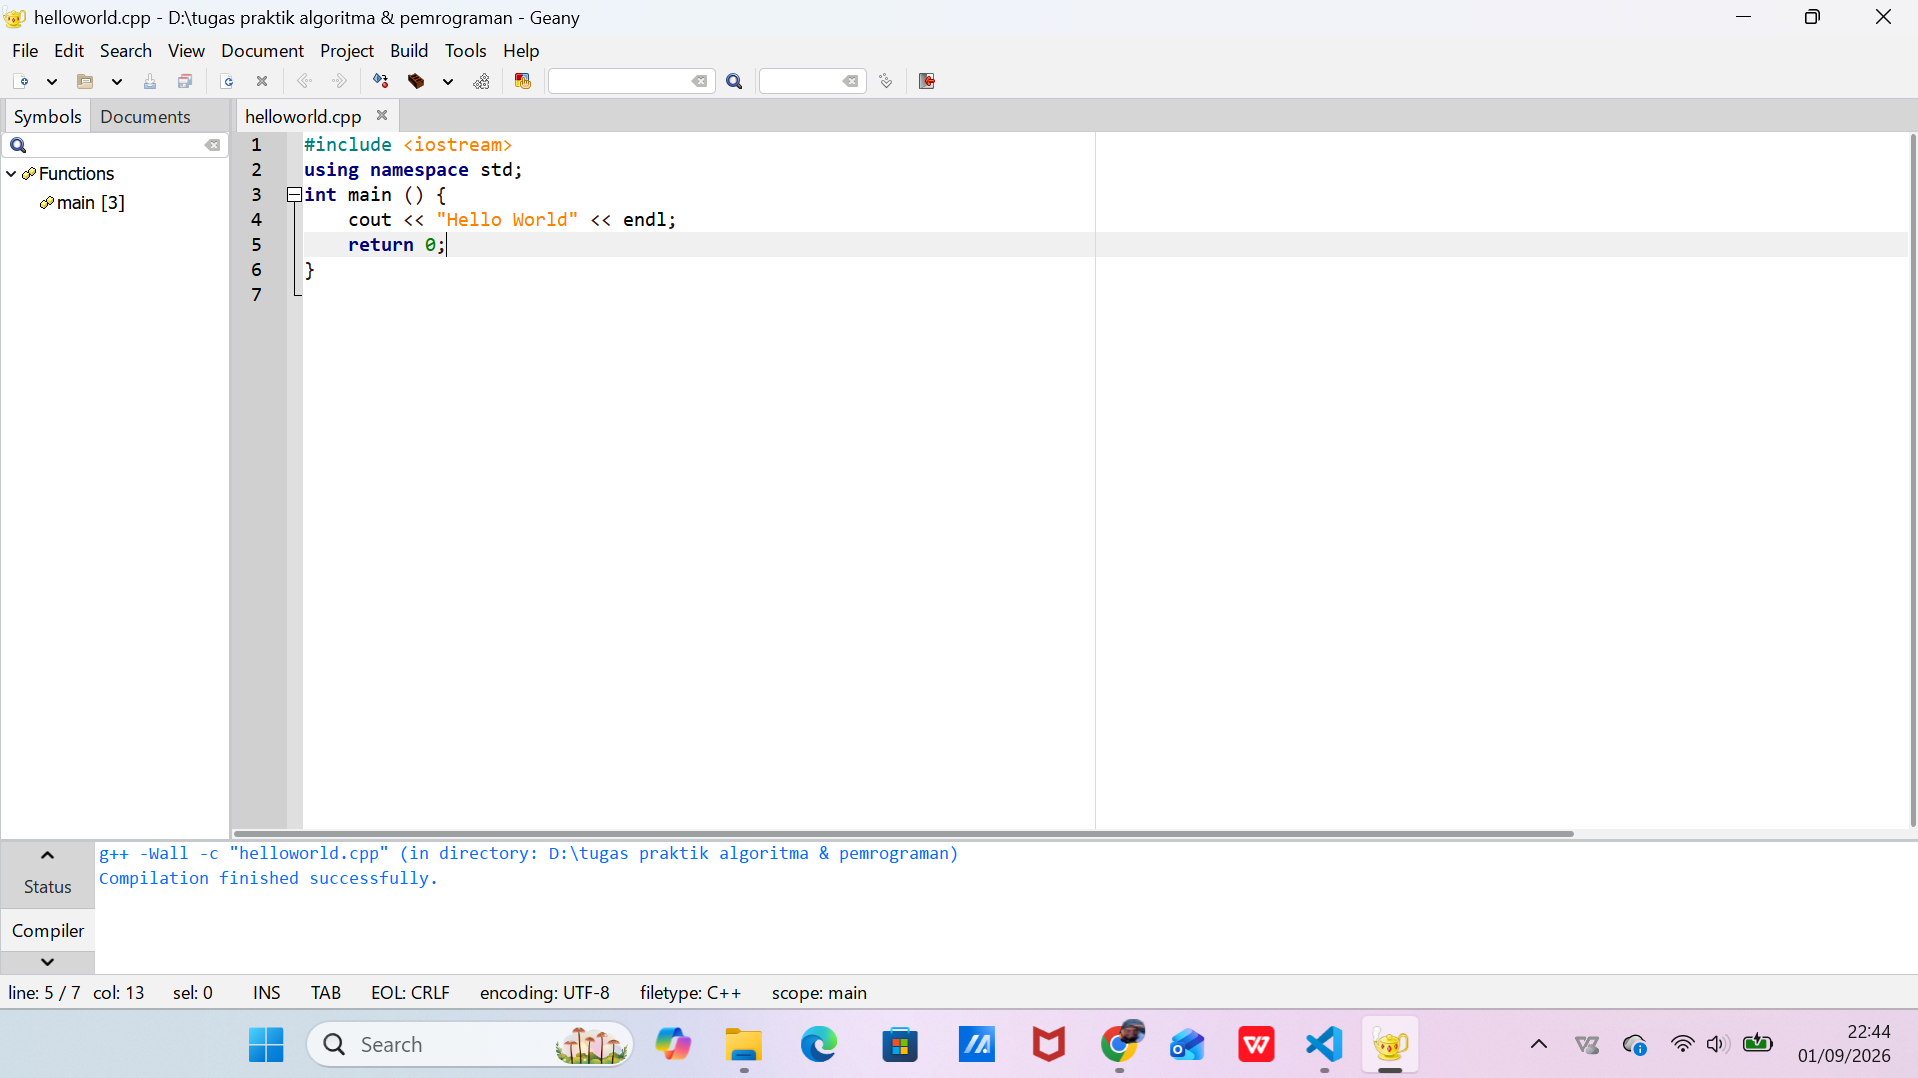 helloworld.cpp - D:\tugas praktik algoritma & pemrograman - Geany
File Edit Search View Document Project Build Tools Help
Symbols Documents helloworld.cpp
Functions
main [3]
1 #include <iostream>
2 using namespace std;
3 int main () {
4 cout << "Hello World" << endl;
5 return 0;
6 }
7
Status
Compiler
g++ -Wall -c "helloworld.cpp" (in directory: D:\tugas praktik algoritma & pemrograman)
Compilation finished successfully.
line: 5 / 7 col: 13 sel: 0 INS TAB EOL: CRLF encoding: UTF-8 filetype: C++ scope: main
Search
22:44
01/09/2026